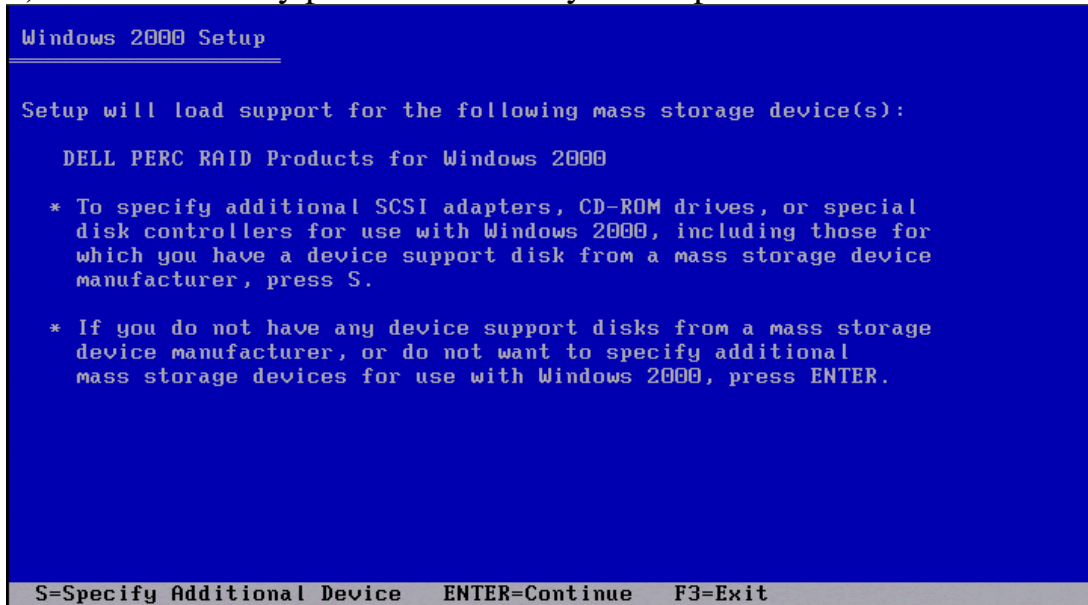 Windows 2000 Setup
Setup will load support for the following mass storage device(s):
DELL PERC RAID Products for Windows 2000
* To specify additional SCSI adapters, CD-ROM drives, or special
disk controllers for use with Windows 2000, including those for
which you have a device support disk from a mass storage device
manufacturer, press S.
* If you do not have any device support disks from a mass storage
device manufacturer, or do not want to specify additional
mass storage devices for use with Windows 2000, press ENTER.
S=Specify Additional Device ENTER=Continue F3=Exit